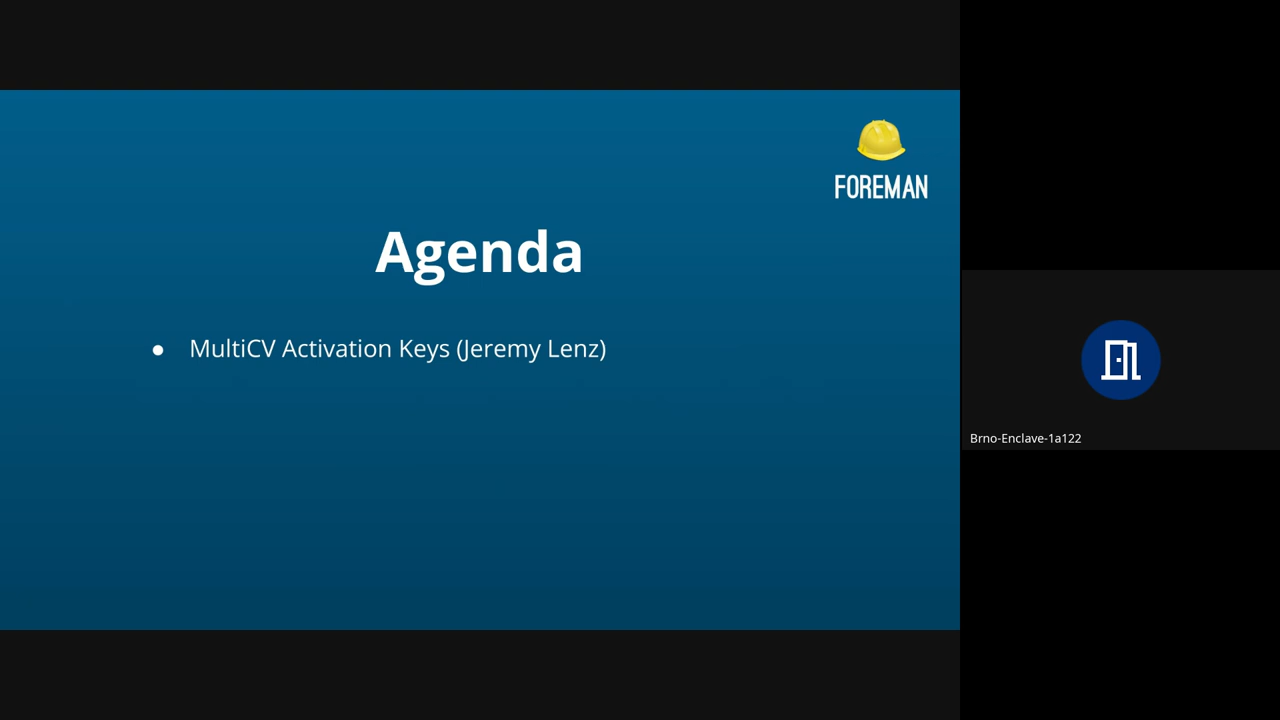 FOREMAN
Agenda
● MultiCV Activation Keys (Jeremy Lenz)
Brno-Enclave-1a122